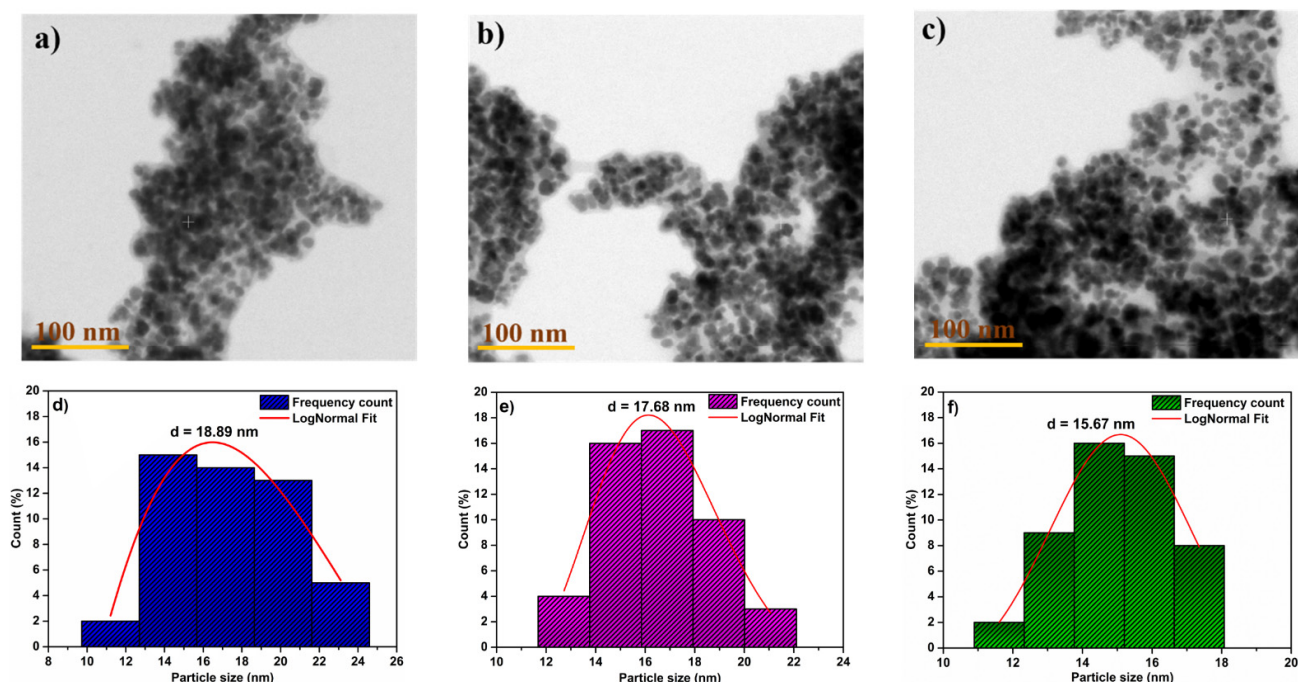 a)
100 nm
b)
100 nm
c)
100 nm
d)
d = 18.89 nm
Frequency count
LogNormal Fit
Count (%)
0
2
4
6
8
10
12
14
16
18
20
8
10
12
14
16
18
20
22
24
26
Particle size (nm)
e)
d = 17.68 nm
Frequency count
LogNormal Fit
Count (%)
0
2
4
6
8
10
12
14
16
18
20
10
12
14
16
18
20
22
24
Particle size (nm)
f)
d = 15.67 nm
Frequency count
LogNormal Fit
Count (%)
0
2
4
6
8
10
12
14
16
18
20
10
12
14
16
18
20
Particle size (nm)